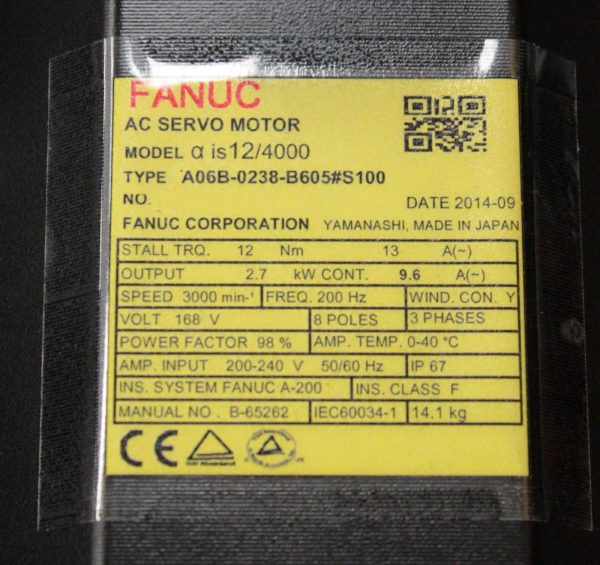 FANUC
AC SERVO MOTOR
MODEL α is12/4000
TYPE A06B-0238-B605#S100
NO. DATE 2014-09
FANUC CORPORATION YAMANASHI, MADE IN JAPAN
STALL TRQ. 12 Nm 13 A(~)
OUTPUT 2.7 kW CONT. 9.6 A(~)
SPEED 3000 min-¹ FREQ. 200 Hz WIND. CON. Y
VOLT 168 V 8 POLES 3 PHASES
POWER FACTOR 98 % AMP. TEMP. 0-40 °C
AMP. INPUT 200-240 V 50/60 Hz IP 67
INS. SYSTEM FANUC A-200 INS. CLASS F
MANUAL NO. B-65262 IEC60034-1 14.1 kg
CE